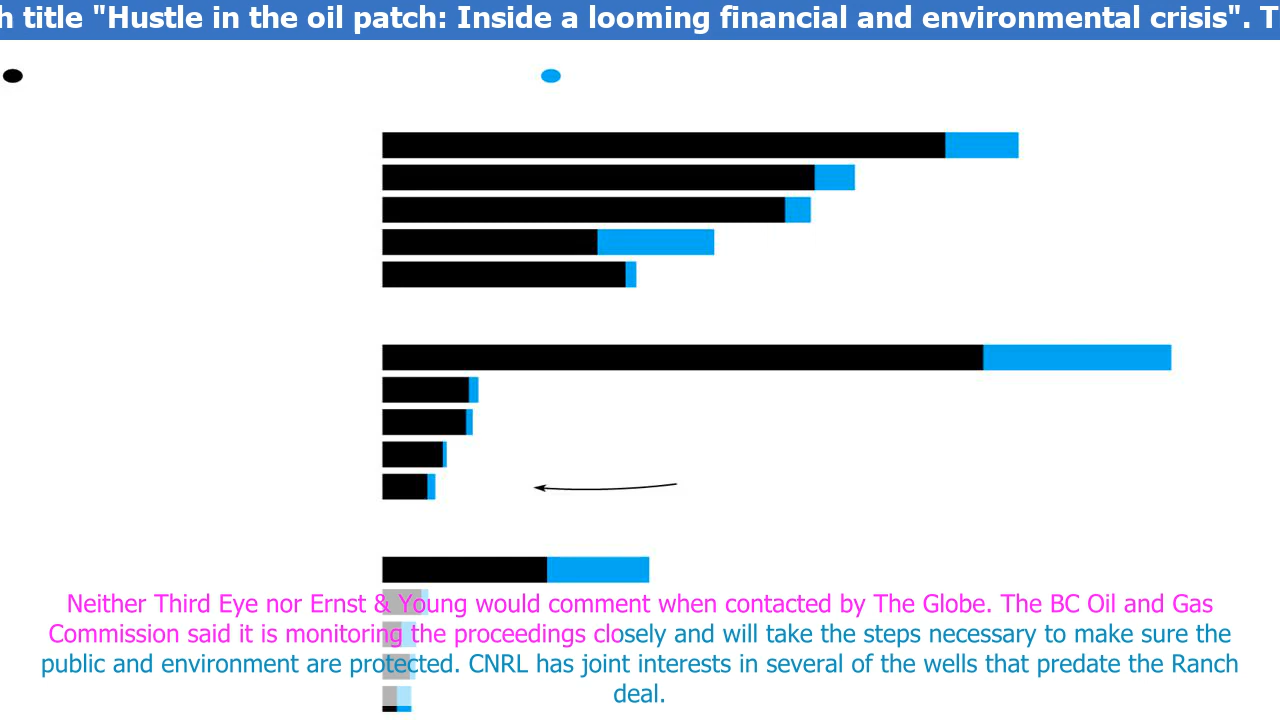 title "Hustle in the oil patch: Inside a looming financial and environmental crisis".
Neither Third Eye nor Ernst & Young would comment when contacted by The Globe. The BC Oil and Gas
Commission said it is monitoring the proceedings closely and will take the steps necessary to make sure the
public and environment are protected. CNRL has joint interests in several of the wells that predate the Ranch
deal.